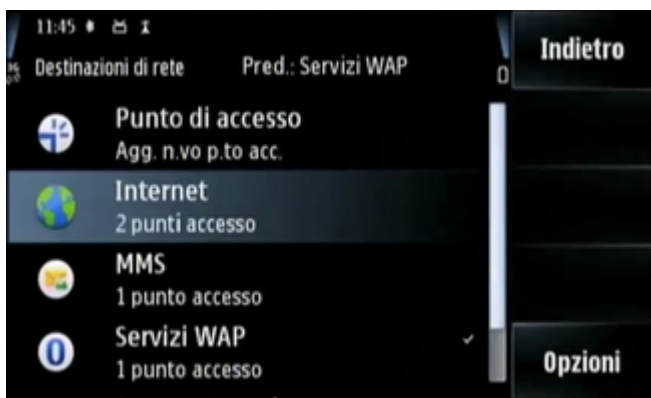 11:45
Destinazioni di rete Pred.: Servizi WAP
Indietro
Punto di accesso
Agg. n.vo p.to acc.
Internet
2 punti accesso
MMS
1 punto accesso
Servizi WAP
1 punto accesso
Opzioni